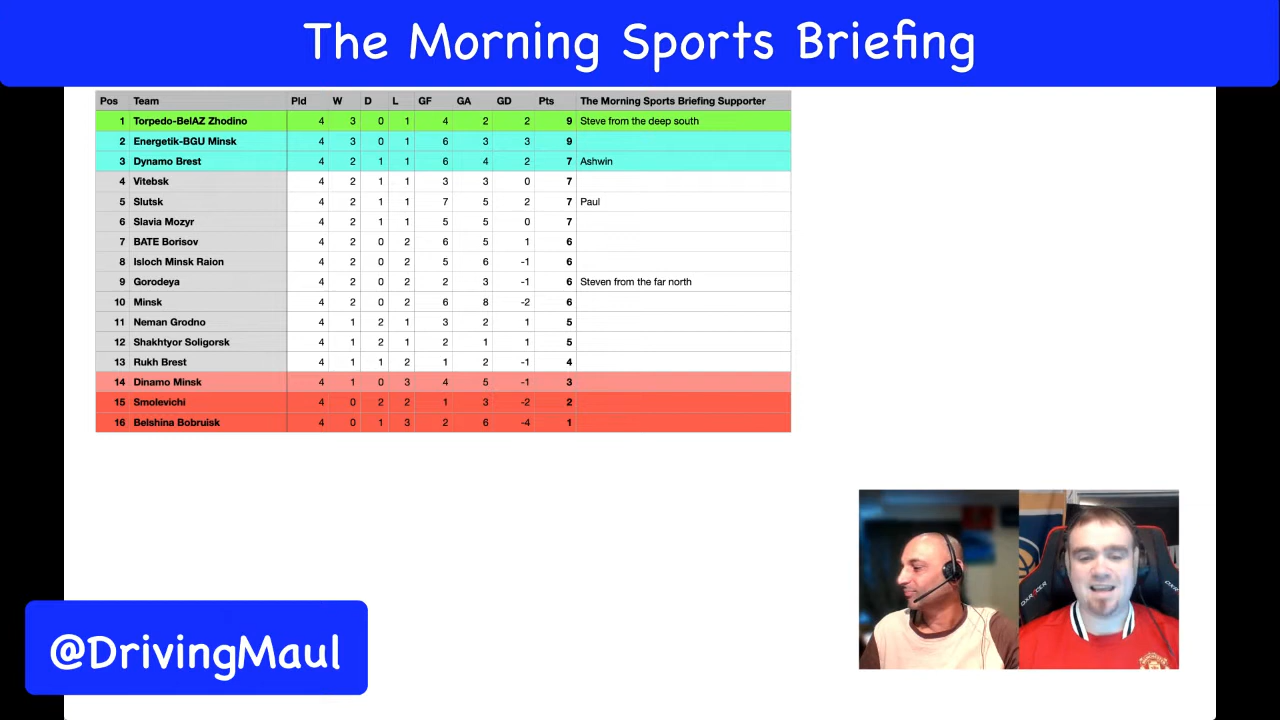 The Morning Sports Briefing
Pos Team Pld W D L GF GA GD Pts The Morning Sports Briefing Supporter
1 Torpedo-BelAZ Zhodino 4 3 0 1 4 2 2 9 Steve from the deep south
2 Energetik-BGU Minsk 4 3 0 1 6 3 3 9
3 Dynamo Brest 4 2 1 1 6 4 2 7 Ashwin
4 Vitebsk 4 2 1 1 3 3 0 7
5 Slutsk 4 2 1 1 7 5 2 7 Paul
6 Slavia Mozyr 4 2 1 1 5 5 0 7
7 BATE Borisov 4 2 0 2 6 5 1 6
8 Isloch Minsk Raion 4 2 0 2 5 6 -1 6
9 Gorodeya 4 2 0 2 2 3 -1 6 Steven from the far north
10 Minsk 4 2 0 2 6 8 -2 6
11 Neman Grodno 4 1 2 1 3 2 1 5
12 Shakhtyor Soligorsk 4 1 2 1 2 1 1 5
13 Rukh Brest 4 1 1 2 1 2 -1 4
14 Dinamo Minsk 4 1 0 3 4 5 -1 3
15 Smolevichi 4 0 2 2 1 3 -2 2
16 Belshina Bobruisk 4 0 1 3 2 6 -4 1
@DrivingMaul